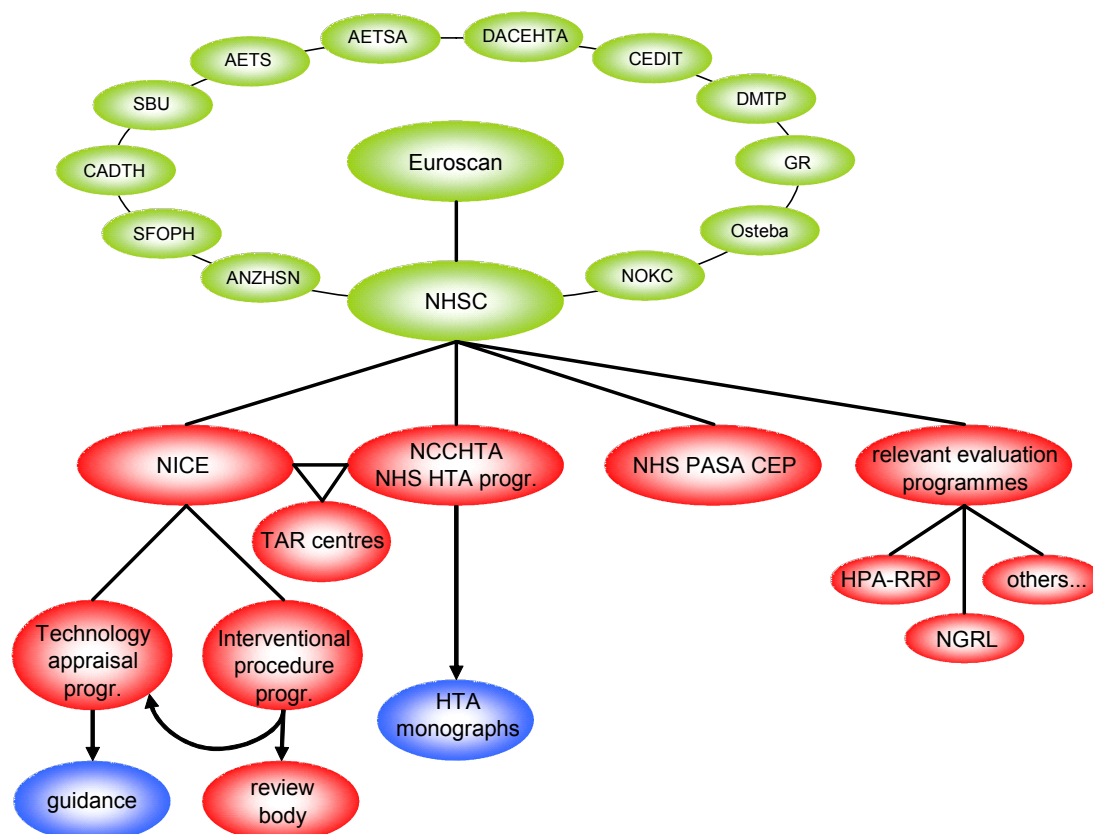 AETSA
DACEHTA
AETS
CEDIT
SBU
DMTP
Euroscan
CADTH
GR
SFOPH
Osteba
ANZHSN
NOKC
NHSC
NICE
NCCHTA
NHS HTA progr.
NHS PASA CEP
relevant evaluation
programmes
TAR centres
HPA-RRP
others...
NGRL
Technology
appraisal
progr.
Interventional
procedure
progr.
HTA
monographs
guidance
review
body